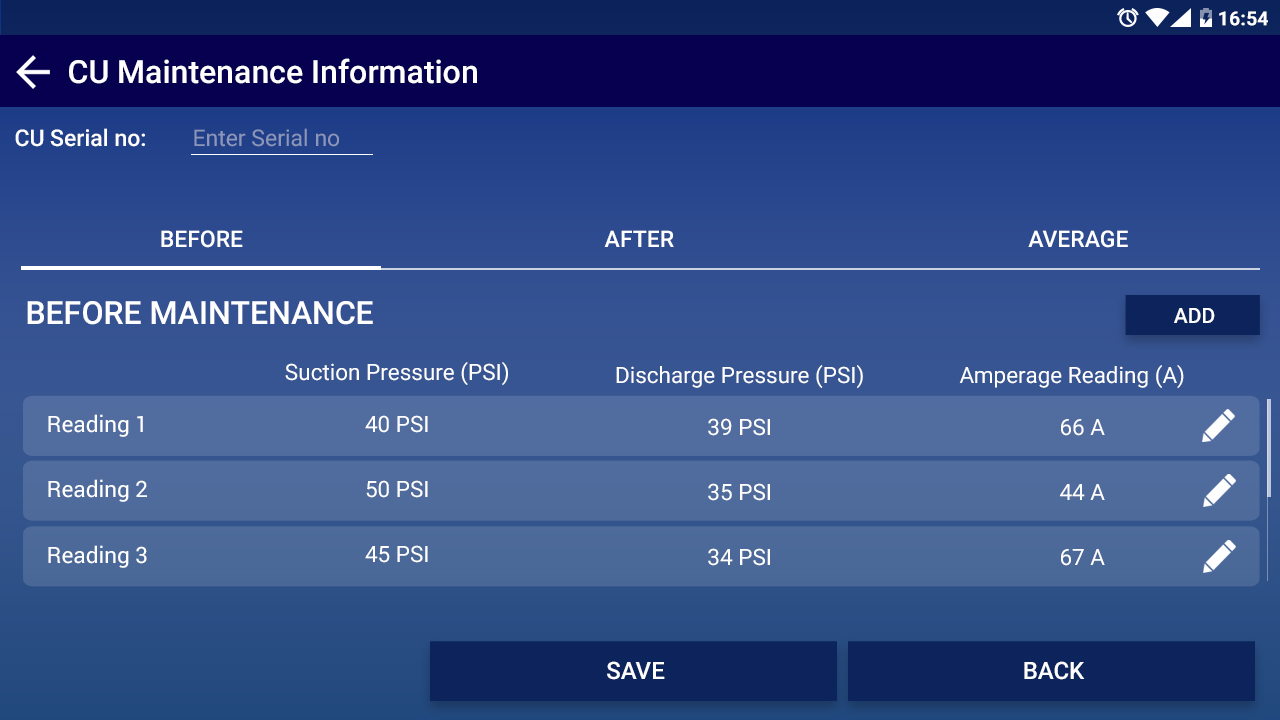 16:54
CU Maintenance Information
CU Serial no: Enter Serial no
BEFORE AFTER AVERAGE
BEFORE MAINTENANCE ADD
Suction Pressure (PSI) Discharge Pressure (PSI) Amperage Reading (A)
Reading 1 40 PSI 39 PSI 66 A
Reading 2 50 PSI 35 PSI 44 A
Reading 3 45 PSI 34 PSI 67 A
SAVE BACK